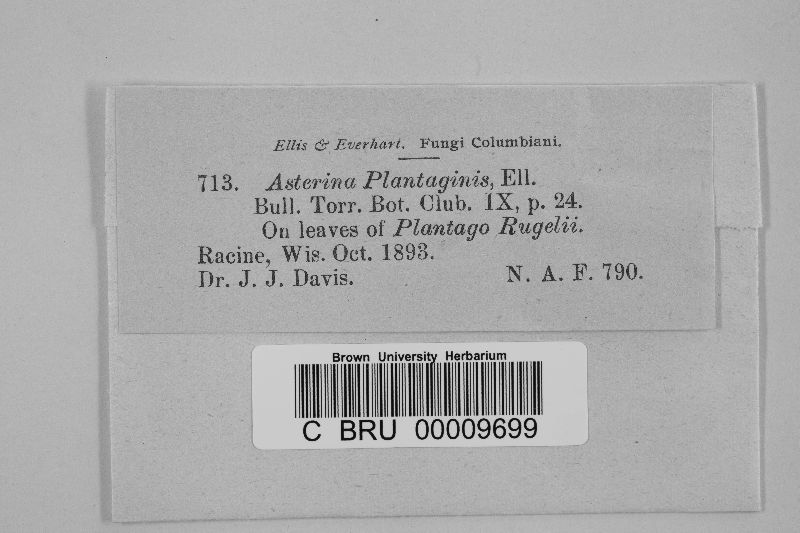 Ellis & Everhart. Fungi Columbiani.
713. Asterina Plantaginis, Ell.
Bull. Torr. Bot. Club. IX, p. 24.
On leaves of Plantago Rugelii.
Racine, Wis. Oct. 1893.
Dr. J. J. Davis. N. A. F. 790.
Brown University Herbarium
C BRU 00009699